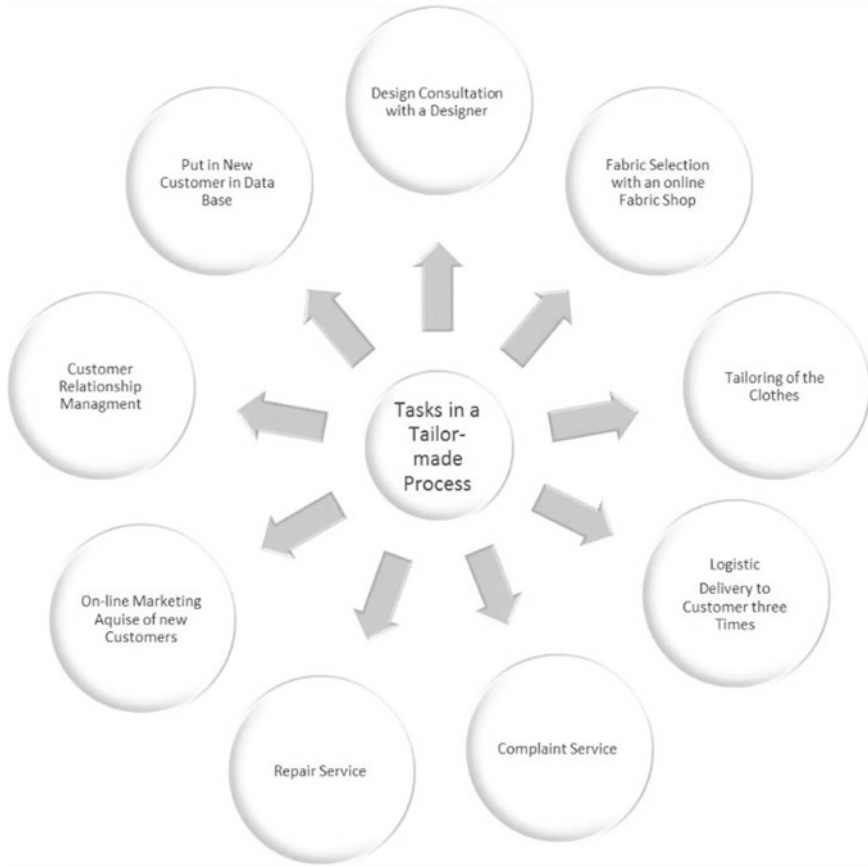 Design Consultation
with a Designer
Fabric Selection
with an online
Fabric Shop
Tailoring of the
Clothes
Logistic
Delivery to
Customer three
Times
Complaint Service
Repair Service
On-line Marketing
Aquise of new
Customers
Customer
Relationship
Managment
Put in New
Customer in Data
Base
Tasks in a
Tailor-
made
Process